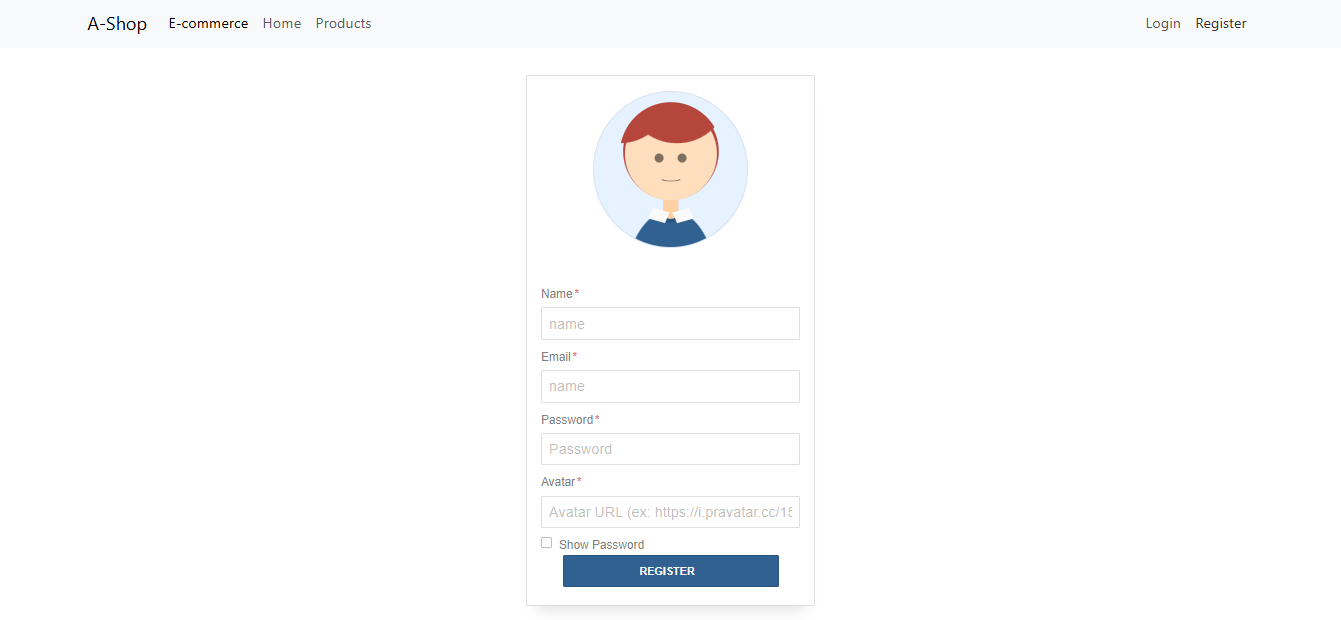 A-Shop E-commerce Home Products Login Register
Name *
name
Email *
name
Password *
Password
Avatar *
Avatar URL (ex: https://i.pravatar.cc/15
Show Password
REGISTER